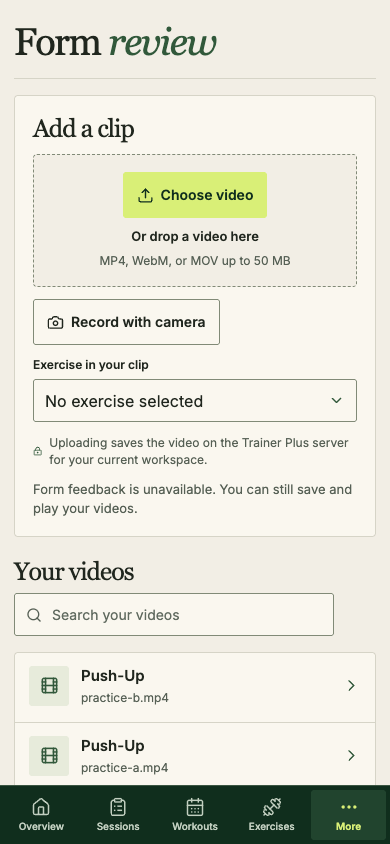 Form review
Add a clip
Choose video
Or drop a video here
MP4, WebM, or MOV up to 50 MB
Record with camera
Exercise in your clip
No exercise selected
Uploading saves the video on the Trainer Plus server
for your current workspace.
Form feedback is unavailable. You can still save and
play your videos.
Your videos
Search your videos
Push-Up
practice-b.mp4
Push-Up
practice-a.mp4
Overview
Sessions
Workouts
Exercises
More